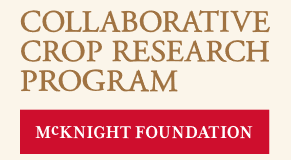 COLLABORATIVE
CROP RESEARCH
PROGRAM
McKNIGHT FOUNDATION